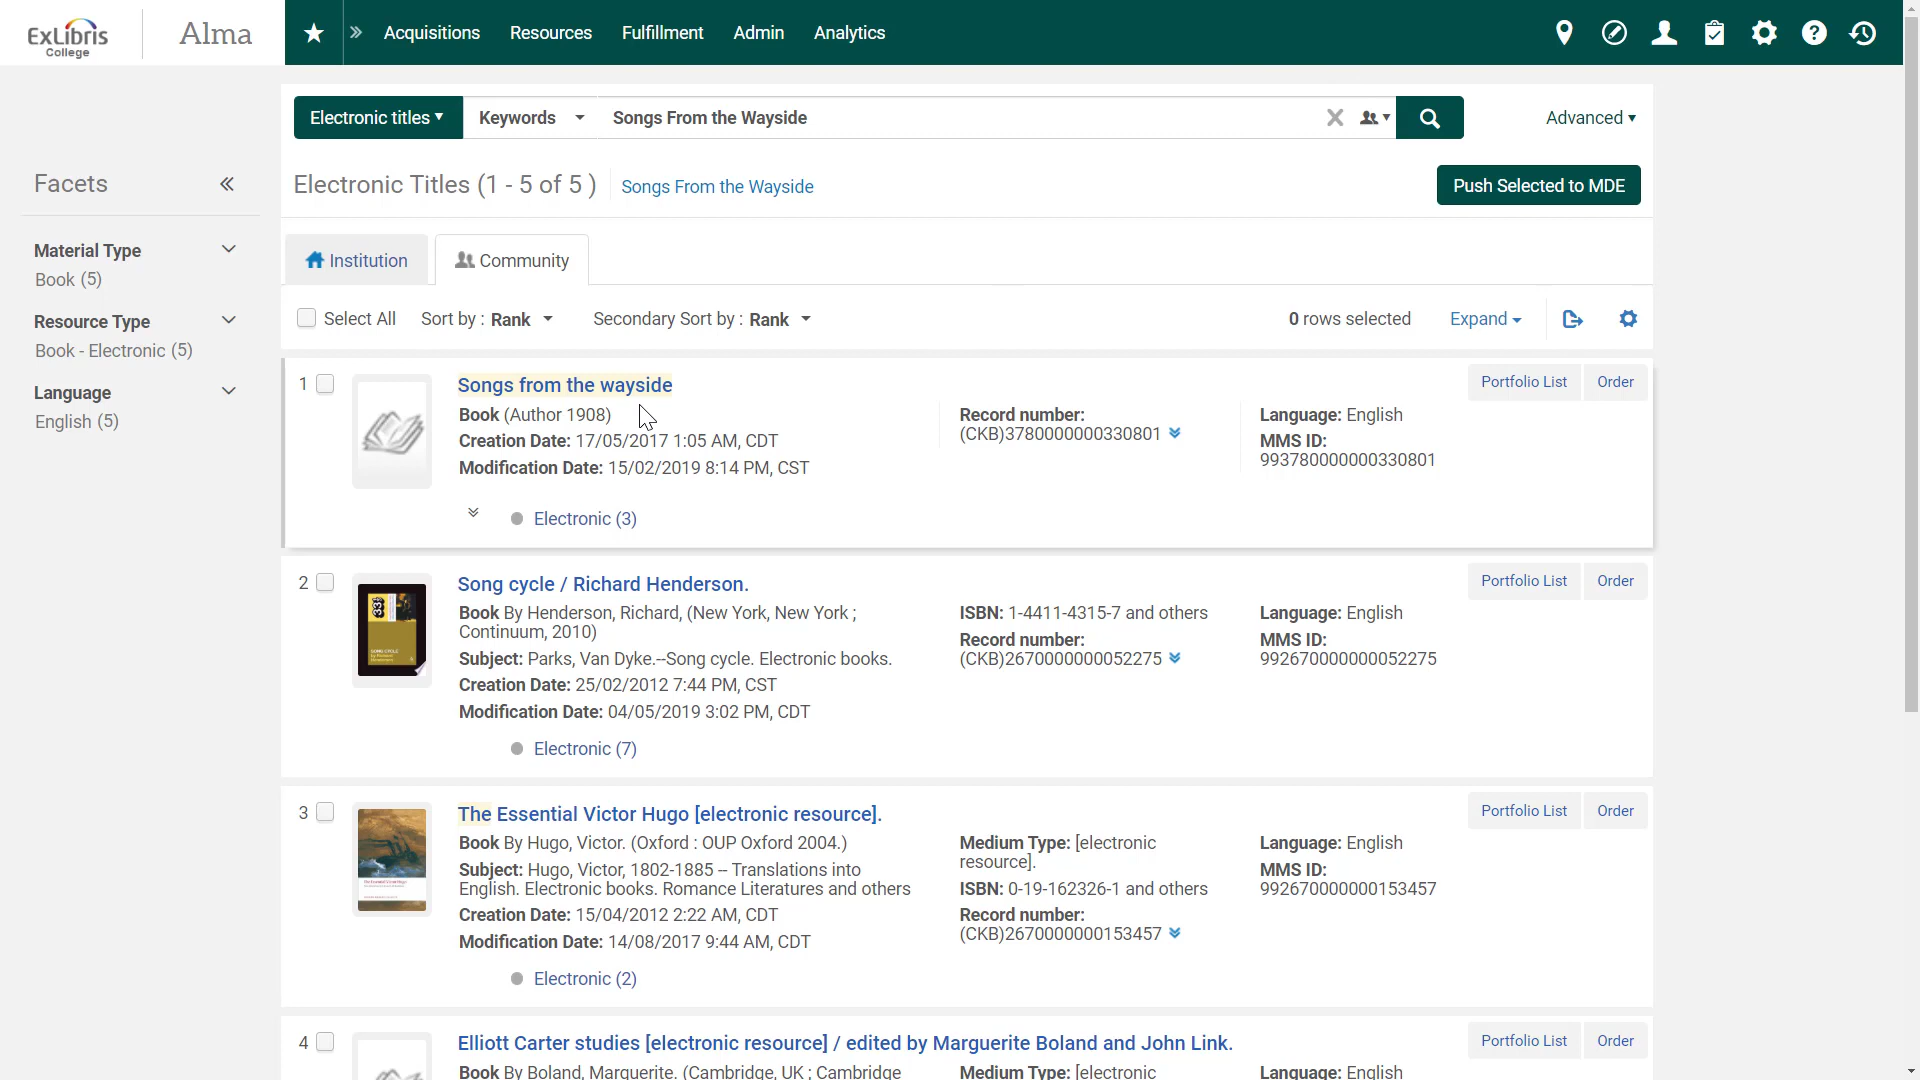 ExLibris
College
Alma
Acquisitions
Resources
Fulfillment
Admin
Analytics
Electronic titles
Keywords
Songs From the Wayside
Advanced
Facets
Electronic Titles (1 - 5 of 5 )
Songs From the Wayside
Push Selected to MDE
Material Type
Book (5)
Resource Type
Book - Electronic (5)
Language
English (5)
Institution
Community
Select All
Sort by : Rank
Secondary Sort by : Rank
0 rows selected
Expand
1
Songs from the wayside
Book (Author 1908)
Creation Date: 17/05/2017 1:05 AM, CDT
Modification Date: 15/02/2019 8:14 PM, CST
Electronic (3)
Record number:
(CKB)3780000000330801
Language: English
MMS ID:
993780000000330801
Portfolio List
Order
2
Song cycle / Richard Henderson.
Book By Henderson, Richard, (New York, New York ;
Continuum, 2010)
Subject: Parks, Van Dyke.--Song cycle. Electronic books.
Creation Date: 25/02/2012 7:44 PM, CST
Modification Date: 04/05/2019 3:02 PM, CDT
Electronic (7)
ISBN: 1-4411-4315-7 and others
Record number:
(CKB)2670000000052275
Language: English
MMS ID:
992670000000052275
Portfolio List
Order
3
The Essential Victor Hugo [electronic resource].
Book By Hugo, Victor. (Oxford : OUP Oxford 2004.)
Subject: Hugo, Victor, 1802-1885 -- Translations into
English. Electronic books. Romance Literatures and others
Creation Date: 15/04/2012 2:22 AM, CDT
Modification Date: 14/08/2017 9:44 AM, CDT
Electronic (2)
Medium Type: [electronic
resource].
ISBN: 0-19-162326-1 and others
Record number:
(CKB)2670000000153457
Language: English
MMS ID:
992670000000153457
Portfolio List
Order
4
Elliott Carter studies [electronic resource] / edited by Marguerite Boland and John Link.
Book By Boland, Marguerite. (Cambridge, UK ; Cambridge
Medium Type: [electronic
Language: English
Portfolio List
Order